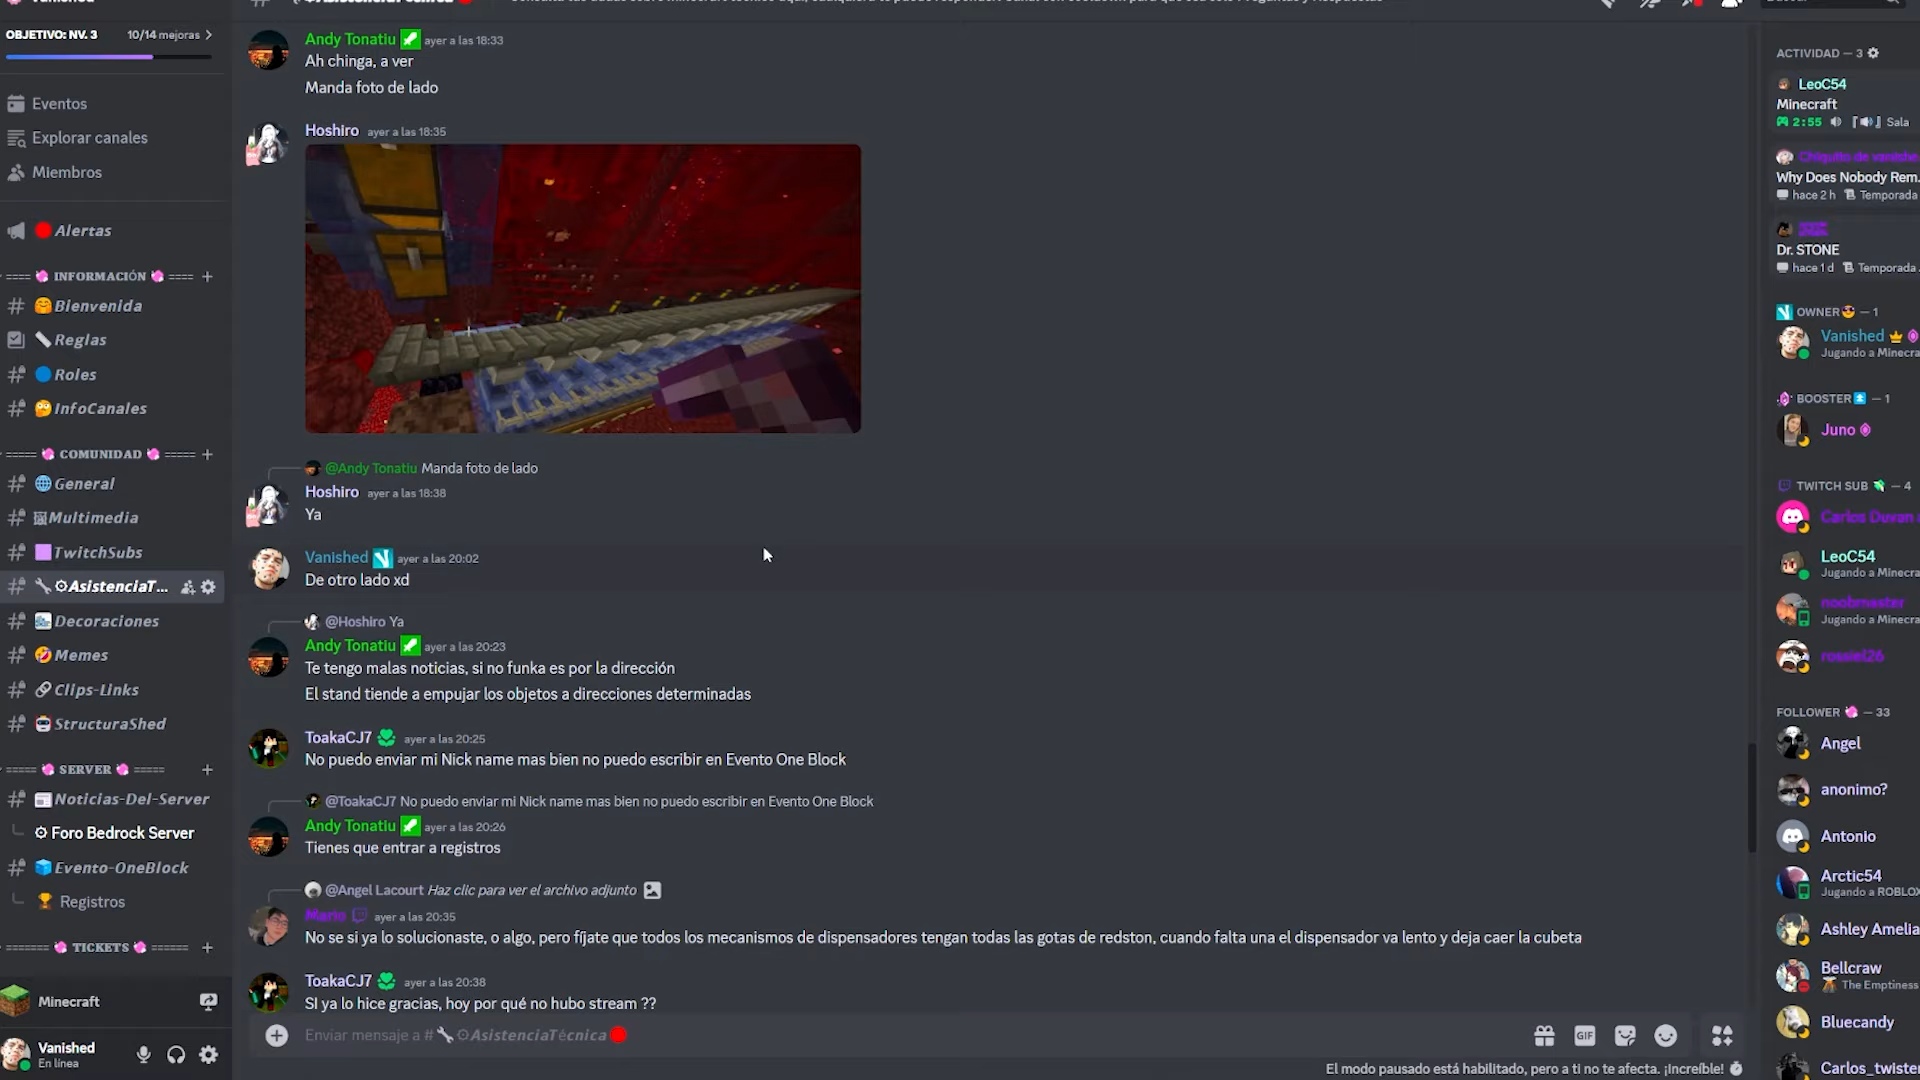 OBJETIVO: NV. 3
10/14 mejoras
Eventos
Explorar canales
Miembros
Alertas
==== INFORMACIÓN ====
Bienvenida
Reglas
Roles
InfoCanales
===== COMUNIDAD =====
General
Multimedia
TwitchSubs
AsistenciaT...
Decoraciones
Memes
Clips-Links
StructuraShed
===== SERVER =====
Noticias-Del-Server
Foro Bedrock Server
Evento-OneBlock
Registros
======= TICKETS ======
Minecraft
Vanished
En línea
Andy Tonatiu ayer a las 18:33
Ah chinga, a ver
Manda foto de lado
Hoshiro ayer a las 18:35
@Andy Tonatiu Manda foto de lado
Hoshiro ayer a las 18:38
Ya
Vanished ayer a las 20:02
De otro lado xd
@Hoshiro Ya
Andy Tonatiu ayer a las 20:23
Te tengo malas noticias, si no funka es por la dirección
El stand tiende a empujar los objetos a direcciones determinadas
ToakaCJ7 ayer a las 20:25
No puedo enviar mi Nick name mas bien no puedo escribir en Evento One Block
@ToakaCJ7 No puedo enviar mi Nick name mas bien no puedo escribir en Evento One Block
Andy Tonatiu ayer a las 20:26
Tienes que entrar a registros
@Angel Lacourt Haz clic para ver el archivo adjunto
Mario ayer a las 20:35
No se si ya lo solucionaste, o algo, pero fíjate que todos los mecanismos de dispensadores tengan todas las gotas de redston, cuando falta una el dispensador va lento y deja caer la cubeta
ToakaCJ7 ayer a las 20:38
SI ya lo hice gracias, hoy por qué no hubo stream ??
Enviar mensaje a # AsistenciaTécnica
GIF
El modo pausado está habilitado, pero a ti no te afecta. ¡Increíble!
ACTIVIDAD — 3
LeoC54
Minecraft
2:55 Sala
Why Does Nobody Rem...
hace 2 h Temporada
Dr. STONE
hace 1 d Temporada
OWNER — 1
Vanished
Jugando a Minecra
BOOSTER — 1
Juno
TWITCH SUB — 4
Carlos Duvan
LeoC54
Jugando a Minecra
noobmaster
Jugando a Minecra
rossiel26
FOLLOWER — 33
Angel
anonimo?
Antonio
Arctic54
Jugando a ROBLOX
Ashley Amelia
Bellcraw
The Emptiness
Bluecandy
Carlos_twister